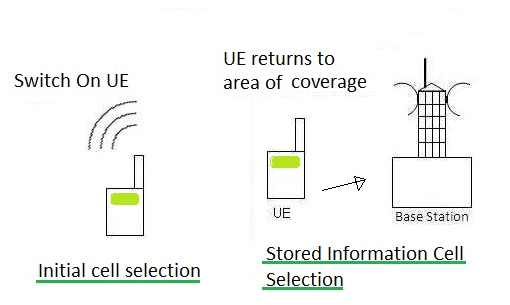 Switch On UE
UE returns to
area of coverage
UE
Base Station
Initial cell selection
Stored Information Cell
Selection